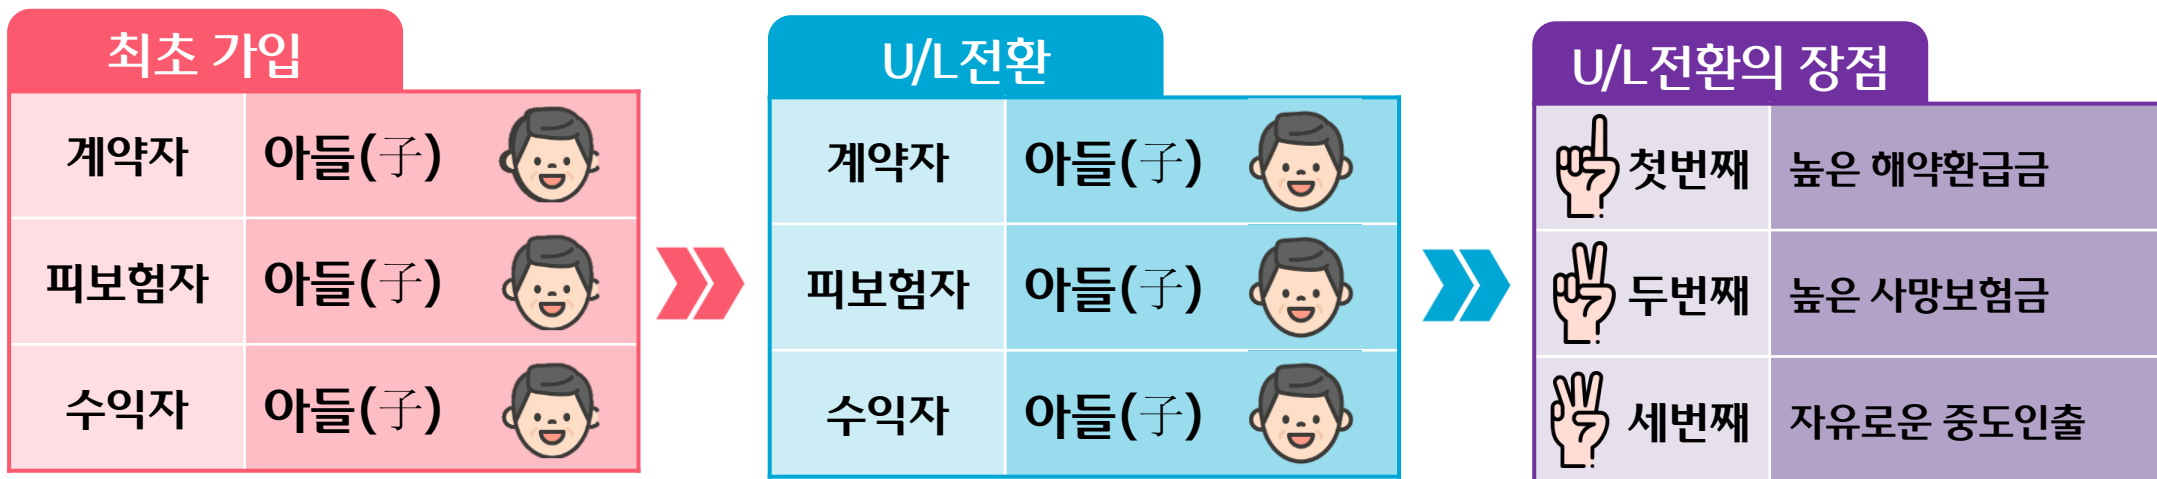 최초 가입
계약자 아들(子)
피보험자 아들(子)
수익자 아들(子)
U/L전환
계약자 아들(子)
피보험자 아들(子)
수익자 아들(子)
U/L전환의 장점
첫번째 높은 해약환급금
두번째 높은 사망보험금
세번째 자유로운 중도인출